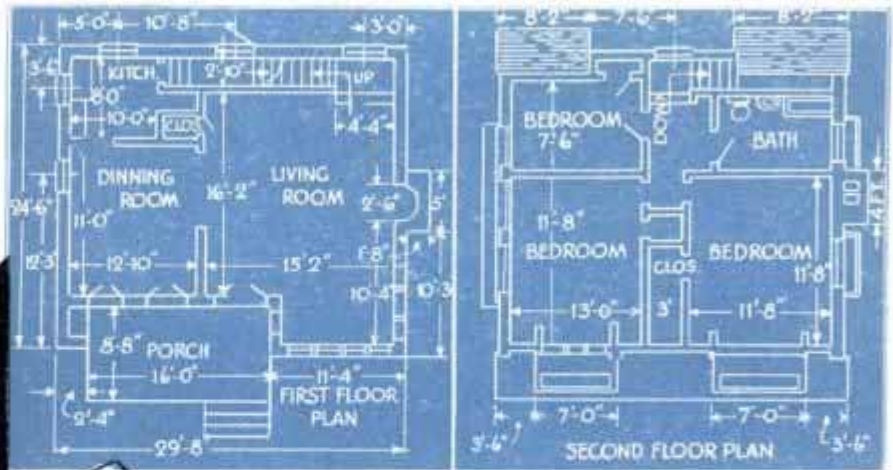 5'-0" 10'-8" 3'-0"
3'-6"
KITCH.
8'-0
2'-10"
UP
10'-0"
CLOS.
4'-4"
DINNING
ROOM
16'-2"
LIVING
ROOM
2'-6"
5'
24'-6"
11'-0"
12'-3"
12'-10"
15'2"
1'-8"
10'-4"
10'-3
8'-8"
PORCH
16'-0"
11'-4"
FIRST FLOOR
PLAN
2'-4"
29'-8
8'-2" 7'-6" 8'-2"
BEDROOM
7'-6"
DOWN
BATH
4 FT.
11'-8"
BEDROOM
CLOS.
BEDROOM
11'-8"
13'-0"
3'
11'-8"
7'-0"
7'-0"
3'-6"
SECOND FLOOR PLAN
3'-6"